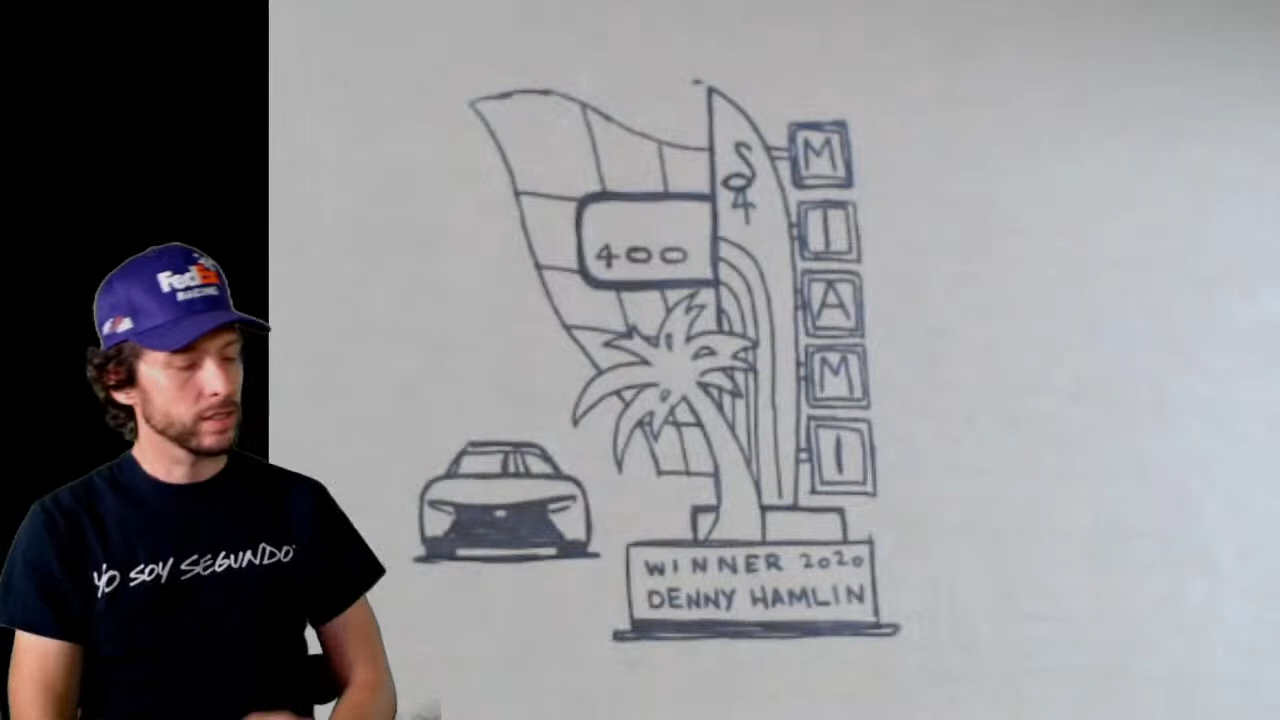 FedEx
RACING
YO SOY SEGUNDO
400
M
I
A
M
I
WINNER 2020
DENNY HAMLIN